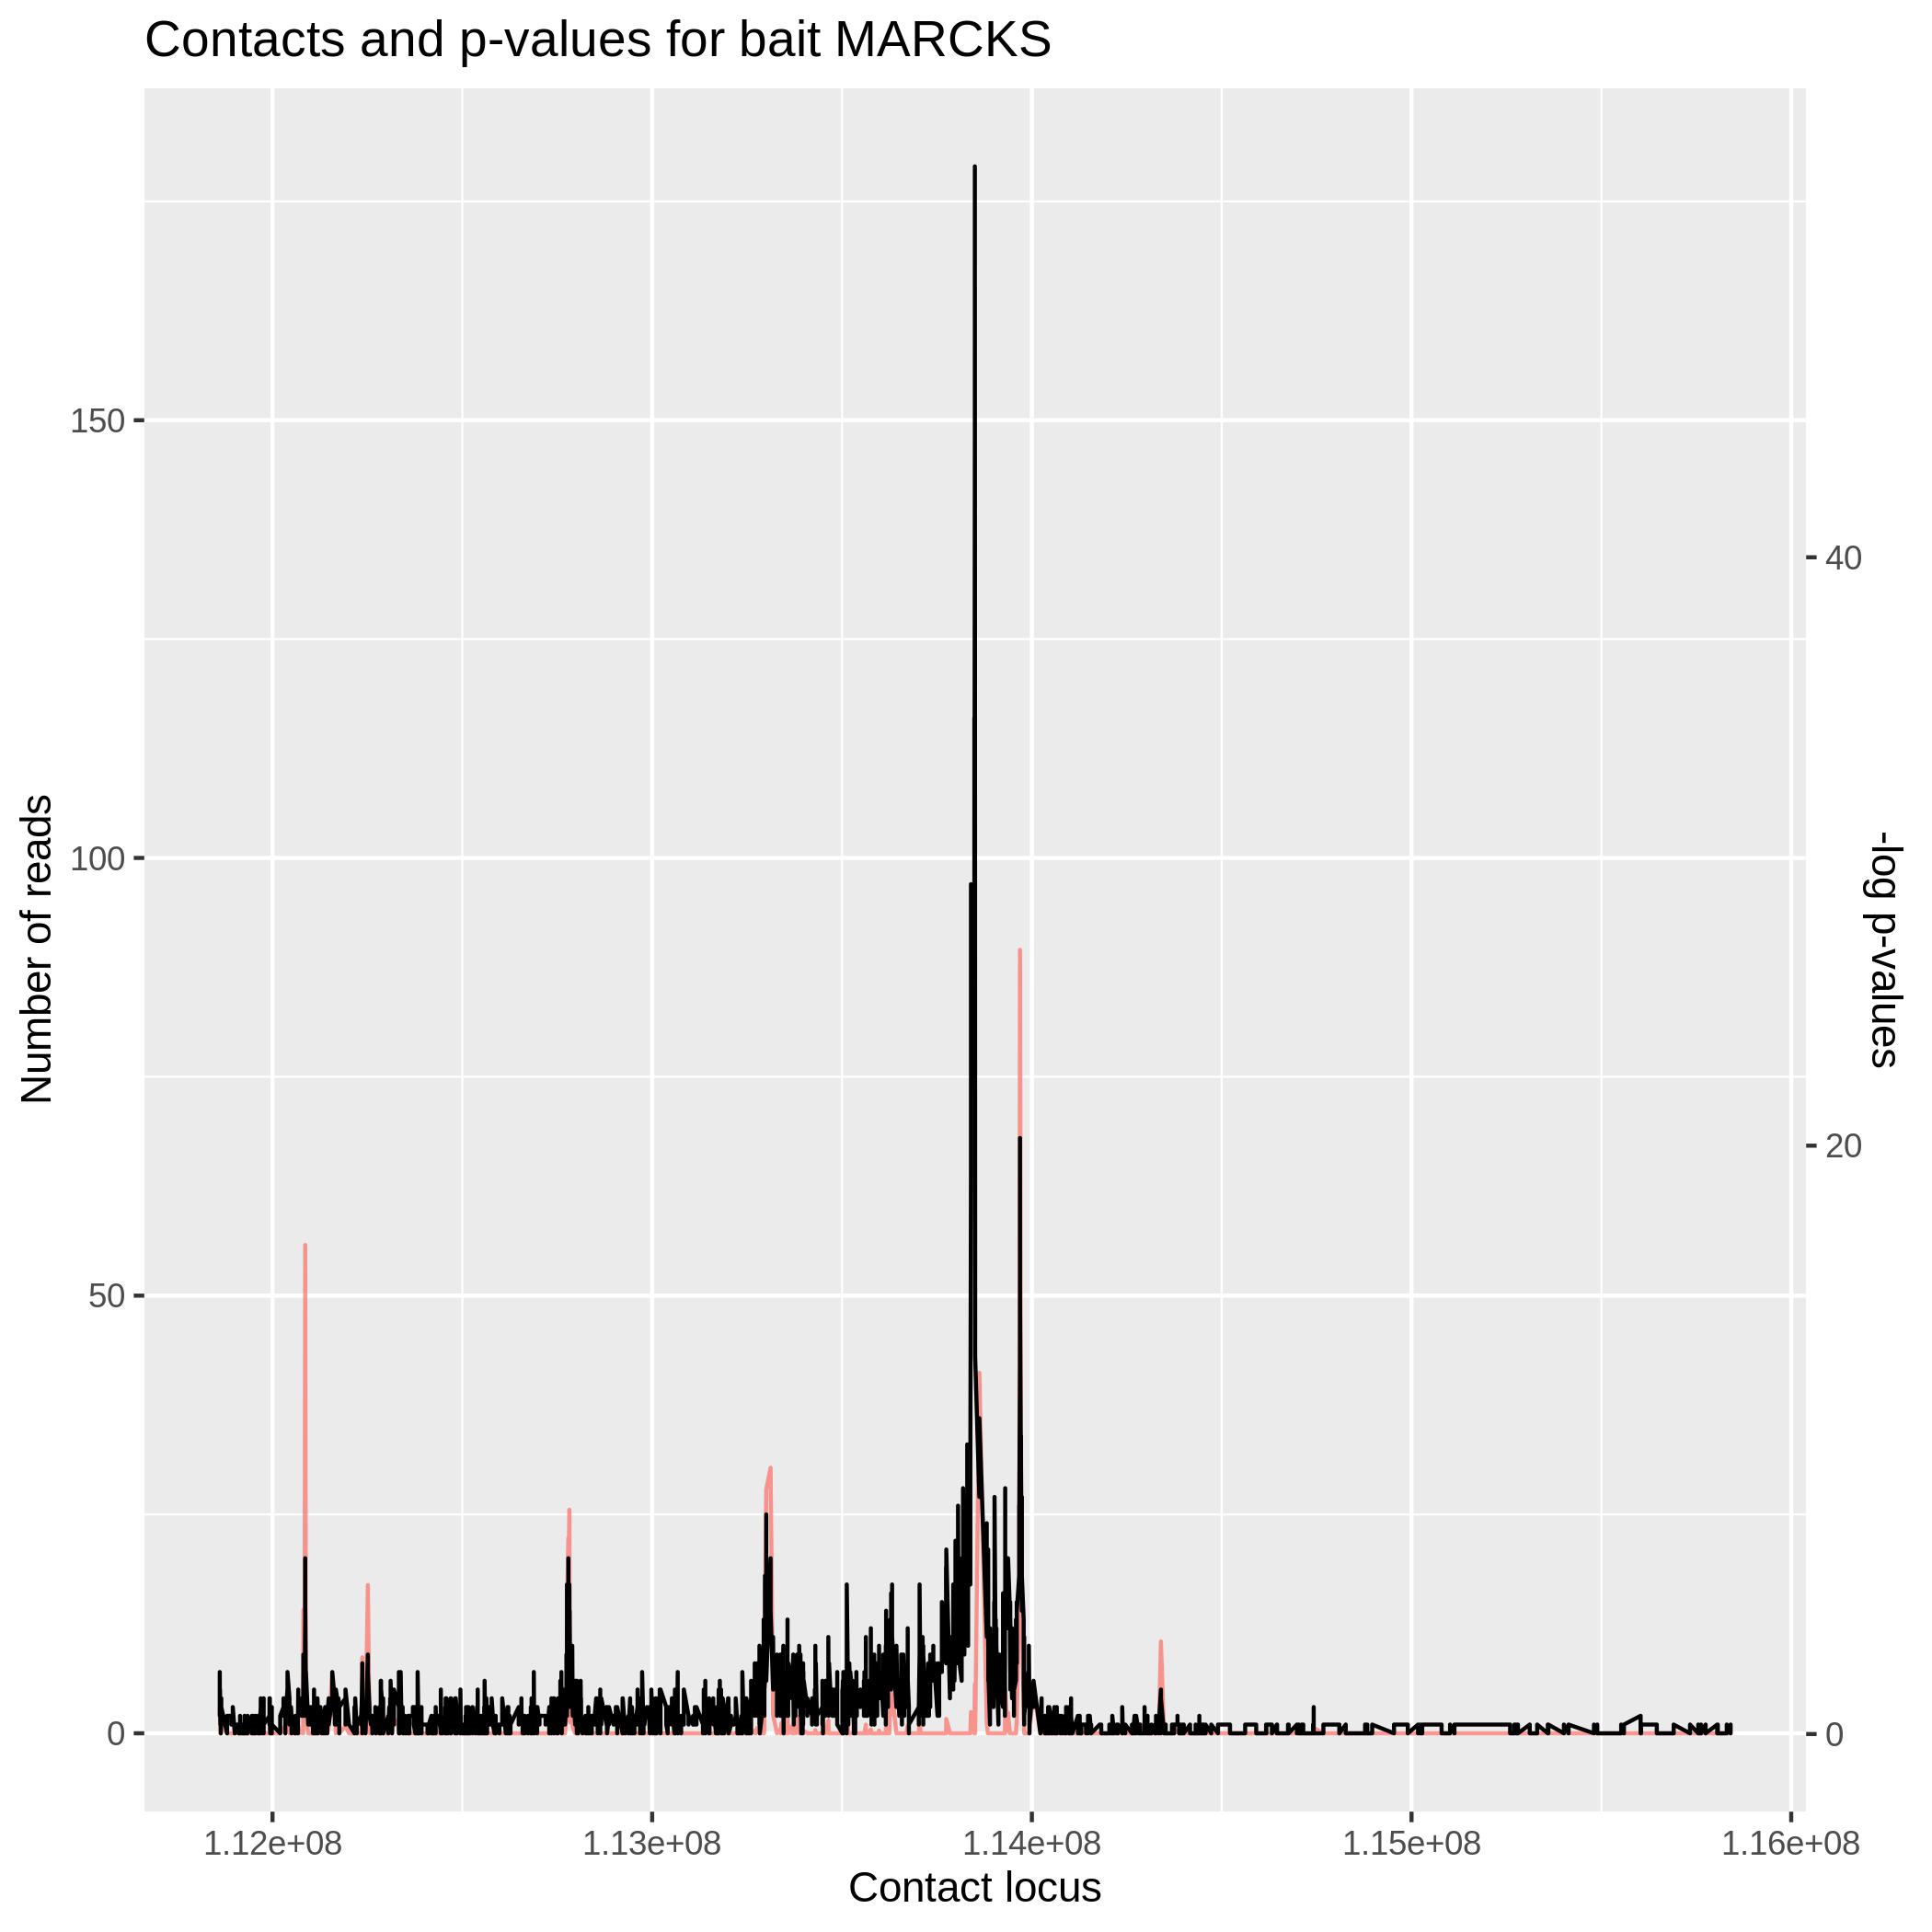 Contacts and p-values for bait MARCKS
Number of reads
150
100
50
0
40
20
0
-log p-values
1.12e+08
1.13e+08
1.14e+08
1.15e+08
1.16e+08
Contact locus